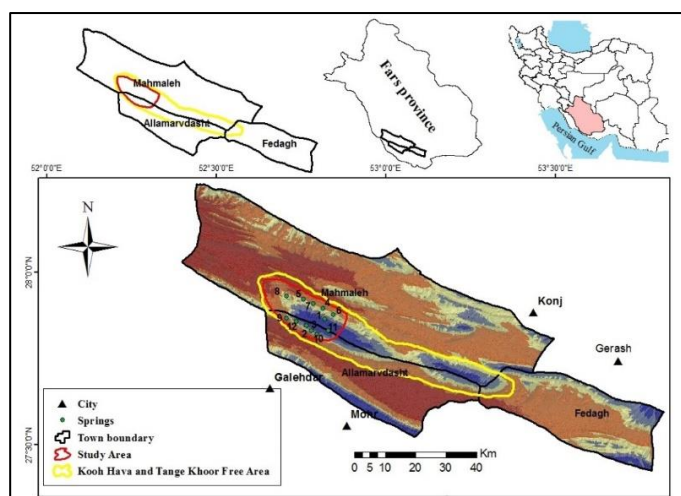 Mahmaleh
Allamarvdasht
Fedagh
Fars province
Persian Gulf
52°0'0"E
52°30'0"E
53°0'0"E
53°30'0"E
N
28°0'0"N
27°30'0"N
Mahmaleh
8
5
7
4
6
1
9
12
3
2
11
10
Konj
Gerash
Galehdar
Allamarvdasht
Mohr
Fedagh
City
Springs
Town boundary
Study Area
Kooh Hava and Tange Khoor Free Area
Km
0 5 10 20 30 40